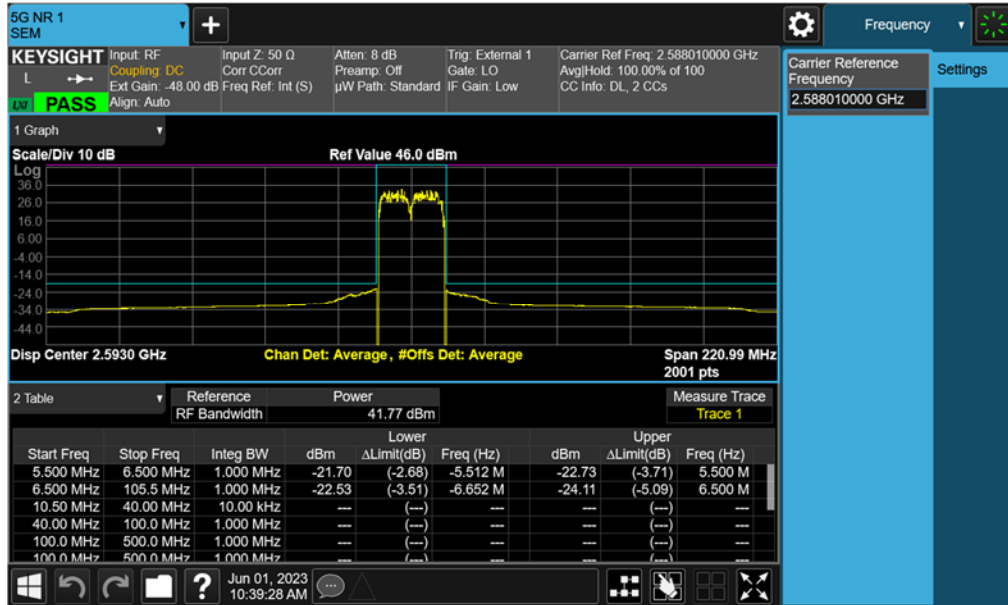 5G NR 1
SEM
+
Frequency
KEYSIGHT Input: RF Input Z: 50 Ω Atten: 8 dB Trig: External 1 Carrier Ref Freq: 2.588010000 GHz
L Coupling: DC Corr CCorr Preamp: Off Gate: LO Avg|Hold: 100.00% of 100
Ext Gain: -48.00 dB Freq Ref: Int (S) µW Path: Standard IF Gain: Low CC Info: DL, 2 CCs
LXI PASS Align: Auto
Carrier Reference
Frequency
2.588010000 GHz
Settings
1 Graph
Scale/Div 10 dB Ref Value 46.0 dBm
Log
36.0
26.0
16.0
6.00
-4.00
-14.0
-24.0
-34.0
-44.0
Disp Center 2.5930 GHz Chan Det: Average, #Offs Det: Average Span 220.99 MHz
2001 pts
2 Table Reference Power Measure Trace
RF Bandwidth 41.77 dBm Trace 1
Lower Upper
Start Freq Stop Freq Integ BW dBm ΔLimit(dB) Freq (Hz) dBm ΔLimit(dB) Freq (Hz)
5.500 MHz 6.500 MHz 1.000 MHz -21.70 (-2.68) -5.512 M -22.73 (-3.71) 5.500 M
6.500 MHz 105.5 MHz 1.000 MHz -22.53 (-3.51) -6.652 M -24.11 (-5.09) 6.500 M
10.50 MHz 40.00 MHz 10.00 kHz --- (---) --- --- (---) ---
40.00 MHz 100.0 MHz 1.000 MHz --- (---) --- --- (---) ---
100.0 MHz 500.0 MHz 1.000 MHz --- (---) --- --- (---) ---
100.0 MHz 500.0 MHz 1.000 MHz --- (---) --- --- (---) ---
? Jun 01, 2023
10:39:28 AM